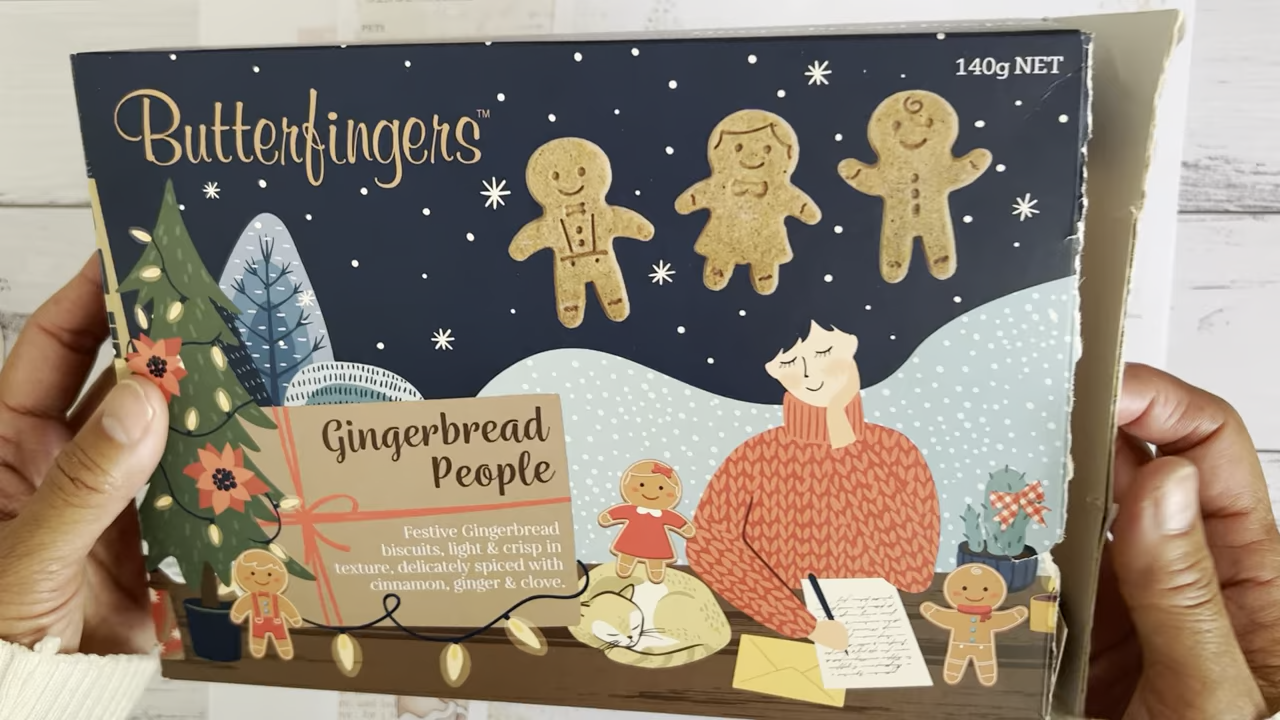 140g NET
Butterfingers™
Gingerbread
People
Festive Gingerbread
biscuits, light & crisp in
texture, delicately spiced with
cinnamon, ginger & clove.